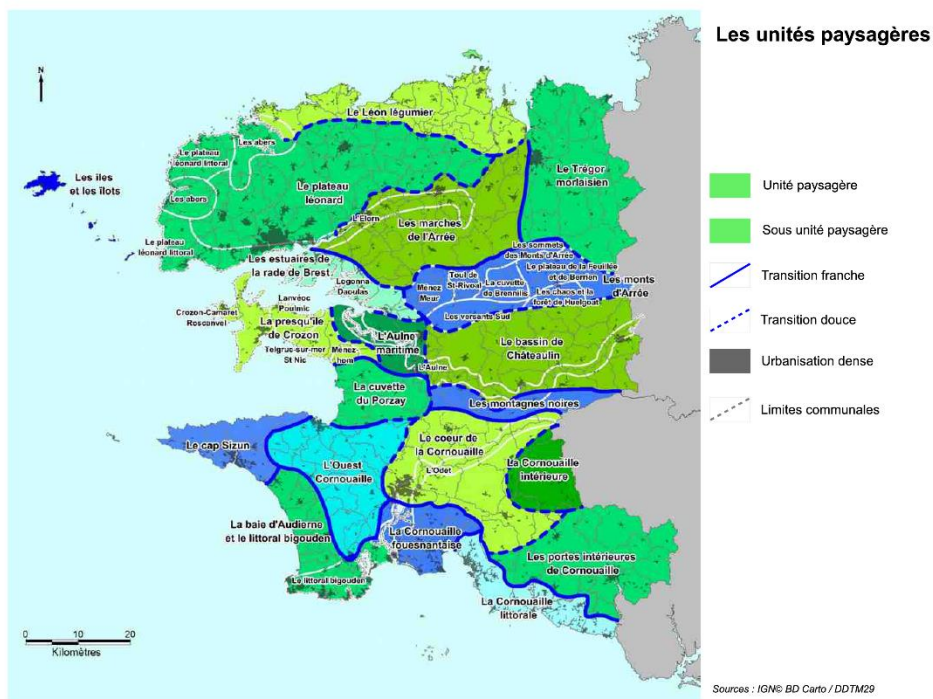 Les unités paysagères
N
Le Léon légumier
Les abers
Le plateau
léonard littoral
Le Trégor
morlaisien
Les îles
et les îlots
Le plateau
léonard
Les abers
L'Elorn
Les marches
de l'Arrée
Le plateau
léonard littoral
Les sommets
des Monts d'Arrée
Les estuaires de
la rade de Brest
Le plateau de la Feuillée
et de Berrien
Toul de
St-Rivoal
La cuvette
de Brennilis
Les monts
d'Arrée
Logonna
Daoulas
Menez
Meur
Les chaos et la
forêt de Huelgoat
Lanvéoc
Poulmic
Crozon-Camaret
Roscanvel
Les versants Sud
La presqu'île
de Crozon
L'Aulne
maritime
Le bassin de
Châteaulin
Telgruc-sur-mer
St Nic
Ménez-
hom
L'Aulne
La cuvette
du Porzay
Les montagnes noires
Le cap Sizun
Le coeur de
la Cornouaille
L'Odet
L'Ouest
Cornouaille
La Cornouaille
intérieure
La baie d'Audierne
et le littoral bigouden
La Cornouaille
fouesnantaise
Les portes intérieures
de Cornouaille
Le littoral bigouden
La Cornouaille
littorale
0 10 20
Kilomètres
Unité paysagère
Sous unité paysagère
Transition franche
Transition douce
Urbanisation dense
Limites communales
Sources : IGN© BD Carto / DDTM29